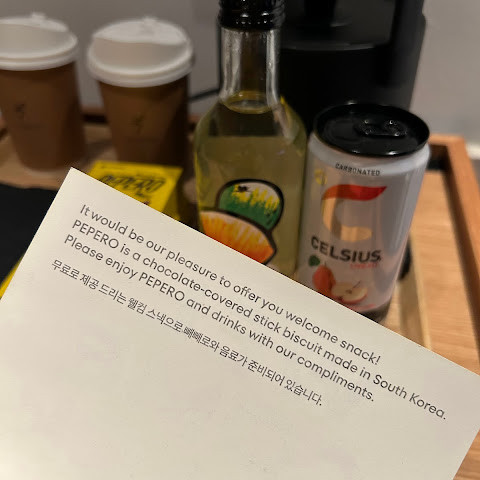 PEPERO
CARBONATED
CELSIUS
It would be our pleasure to offer you welcome snack!
PEPERO is a chocolate-covered stick biscuit made in South Korea.
Please enjoy PEPERO and drinks with our compliments.
무료로 제공 드리는 웰컴 스낵으로 빼빼로와 음료가 준비되어 있습니다.